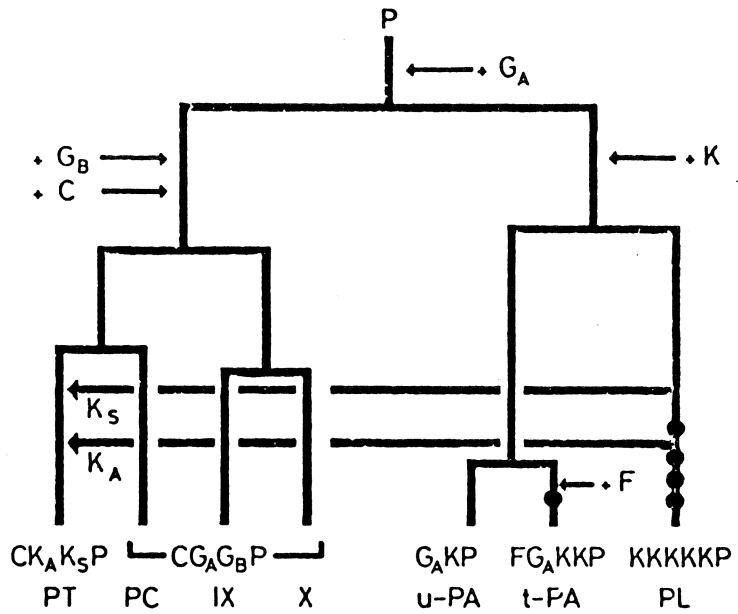 P
+ G_A
+ G_B + K
+ C
K_S
K_A
+ F
CK_AK_SP CG_AG_BP G_AKP FG_AKKP KKKKKP
PT PC IX X u-PA t-PA PL